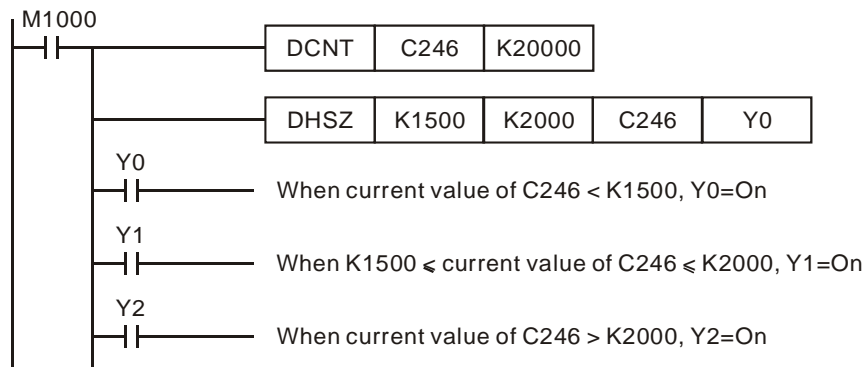 M1000
DCNT C246 K20000
DHSZ K1500 K2000 C246 Y0
Y0
When current value of C246 < K1500, Y0=On
Y1
When K1500 ⩽ current value of C246 ⩽ K2000, Y1=On
Y2
When current value of C246 > K2000, Y2=On